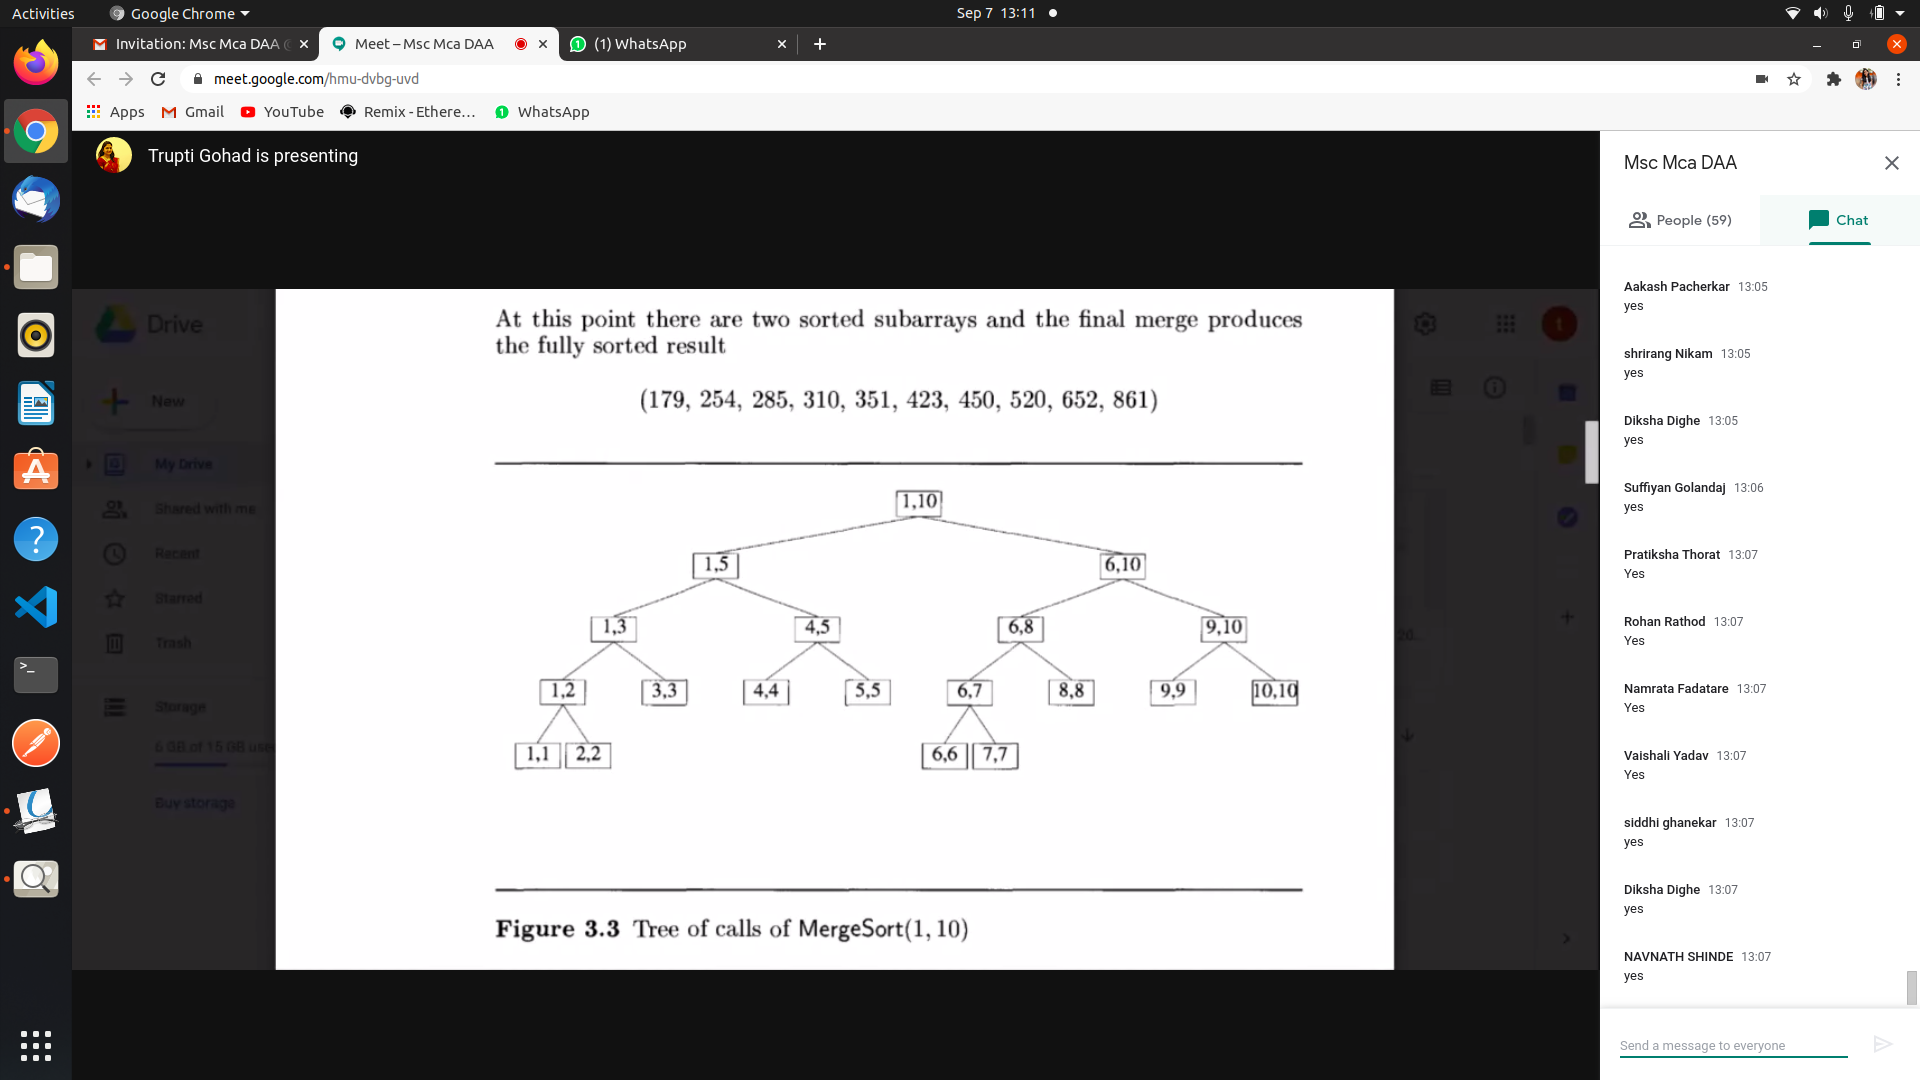 Activities
Google Chrome
Sep 7 13:11
Invitation: Msc Mca DAA
Meet – Msc Mca DAA
(1) WhatsApp
meet.google.com/hmu-dvbg-uvd
Apps
Gmail
YouTube
Remix - Ethere...
WhatsApp
Trupti Gohad is presenting
Drive
New
My Drive
Shared with me
Recent
Starred
Trash
Storage
6 GB of 15 GB used
Buy storage
At this point there are two sorted subarrays and the final merge produces
the fully sorted result
(179, 254, 285, 310, 351, 423, 450, 520, 652, 861)
1,10
1,5 6,10
1,3 4,5 6,8 9,10
1,2 3,3 4,4 5,5 6,7 8,8 9,9 10,10
1,1 2,2 6,6 7,7
Figure 3.3 Tree of calls of MergeSort(1, 10)
Msc Mca DAA
People (59)
Chat
Aakash Pacherkar 13:05
yes
shrirang Nikam 13:05
yes
Diksha Dighe 13:05
yes
Suffiyan Golandaj 13:06
yes
Pratiksha Thorat 13:07
Yes
Rohan Rathod 13:07
Yes
Namrata Fadatare 13:07
Yes
Vaishali Yadav 13:07
Yes
siddhi ghanekar 13:07
yes
Diksha Dighe 13:07
yes
NAVNATH SHINDE 13:07
yes
Send a message to everyone